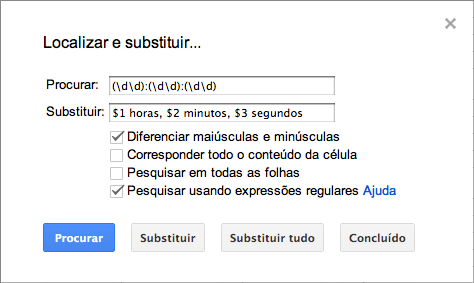 Localizar e substituir...
Procurar: (\d\d):(\d\d):(\d\d)
Substituir: $1 horas, $2 minutos, $3 segundos
Diferenciar maiúsculas e minúsculas
Corresponder todo o conteúdo da célula
Pesquisar em todas as folhas
Pesquisar usando expressões regulares Ajuda
Procurar Substituir Substituir tudo Concluído